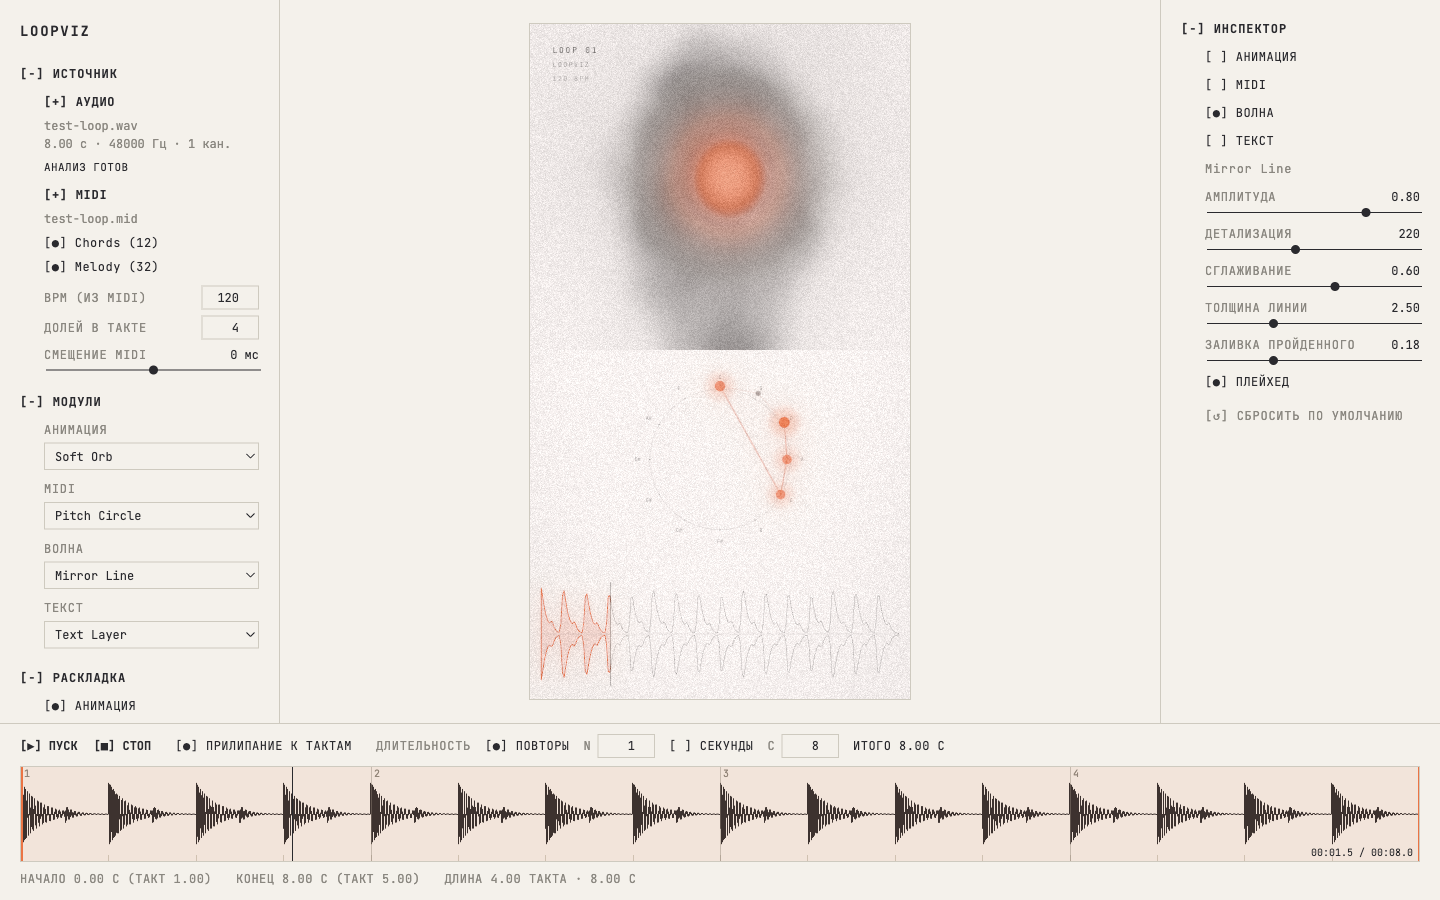 LOOPVIZ
[-] ИСТОЧНИК
[+] АУДИО
test-loop.wav
8.00 с · 48000 Гц · 1 кан.
АНАЛИЗ ГОТОВ
[+] MIDI
test-loop.mid
[●] Chords (12)
[●] Melody (32)
BPM (ИЗ MIDI) 120
ДОЛЕЙ В ТАКТЕ 4
СМЕЩЕНИЕ MIDI 0 мс
[-] МОДУЛИ
АНИМАЦИЯ
Soft Orb
MIDI
Pitch Circle
ВОЛНА
Mirror Line
ТЕКСТ
Text Layer
[-] РАСКЛАДКА
[●] АНИМАЦИЯ
LOOP 01
LOOPVIZ
120 BPM
[-] ИНСПЕКТОР
[ ] АНИМАЦИЯ
[ ] MIDI
[●] ВОЛНА
[ ] ТЕКСТ
Mirror Line
АМПЛИТУДА 0.80
ДЕТАЛИЗАЦИЯ 220
СГЛАЖИВАНИЕ 0.60
ТОЛЩИНА ЛИНИИ 2.50
ЗАЛИВКА ПРОЙДЕННОГО 0.18
[●] ПЛЕЙХЕД
[↺] СБРОСИТЬ ПО УМОЛЧАНИЮ
[▶] ПУСК [■] СТОП [●] ПРИЛИПАНИЕ К ТАКТАМ ДЛИТЕЛЬНОСТЬ [●] ПОВТОРЫ N 1 [ ] СЕКУНДЫ С 8 ИТОГО 8.00 С
1 2 3 4
00:01.5 / 00:08.0
НАЧАЛО 0.00 С (ТАКТ 1.00) КОНЕЦ 8.00 С (ТАКТ 5.00) ДЛИНА 4.00 ТАКТА · 8.00 С